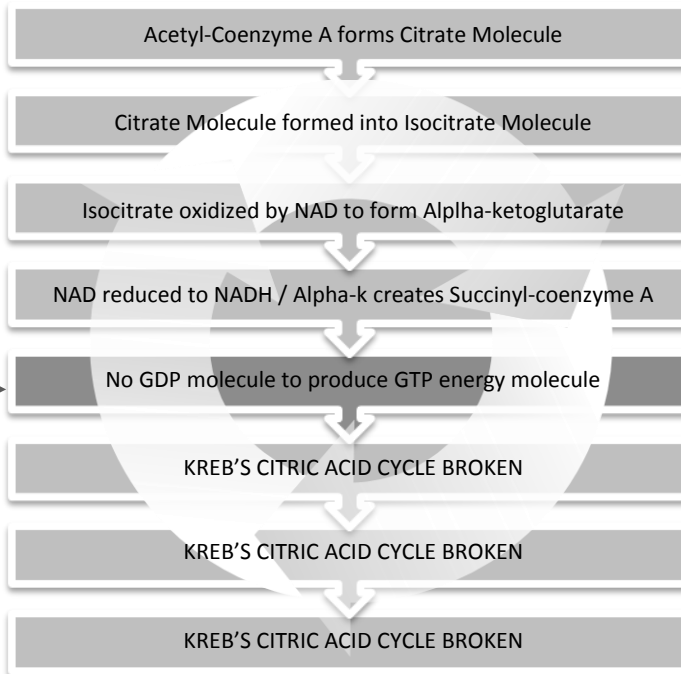 Acetyl-Coenzyme A forms Citrate Molecule
Citrate Molecule formed into Isocitrate Molecule
Isocitrate oxidized by NAD to form Alplha-ketoglutarate
NAD reduced to NADH / Alpha-k creates Succinyl-coenzyme A
No GDP molecule to produce GTP energy molecule
KREB’S CITRIC ACID CYCLE BROKEN
KREB’S CITRIC ACID CYCLE BROKEN
KREB’S CITRIC ACID CYCLE BROKEN